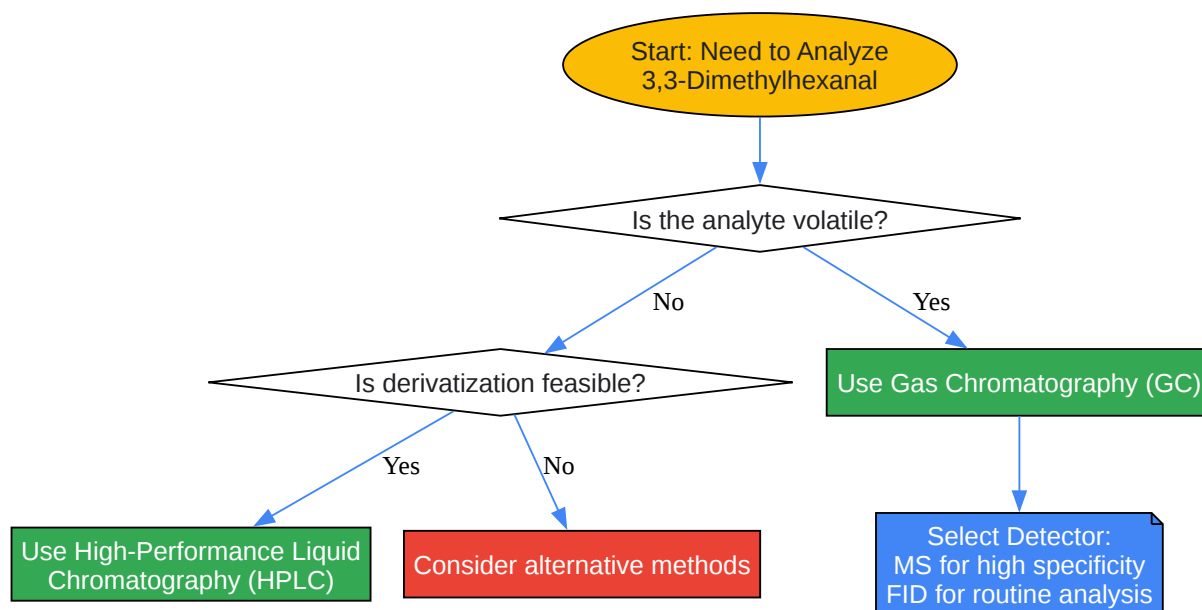 Start: Need to Analyze
3,3-Dimethylhexanal
Is the analyte volatile?
No
Yes
Is derivatization feasible?
Use Gas Chromatography (GC)
Yes
No
Use High-Performance Liquid
Chromatography (HPLC)
Consider alternative methods
Select Detector:
MS for high specificity
FID for routine analysis